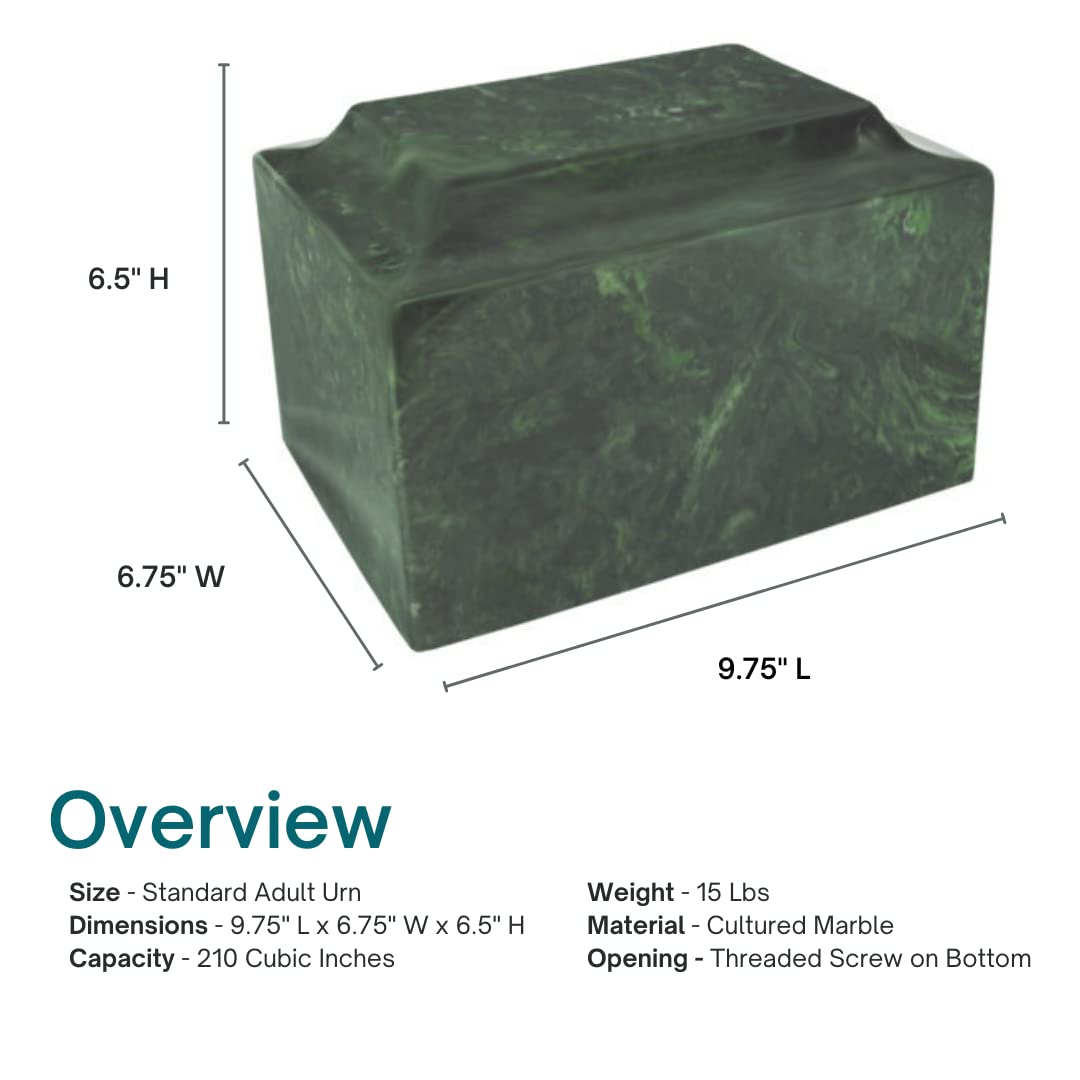 6.5" H
6.75" W
9.75" L
Overview
Size - Standard Adult Urn
Dimensions - 9.75" L x 6.75" W x 6.5" H
Capacity - 210 Cubic Inches
Weight - 15 Lbs
Material - Cultured Marble
Opening - Threaded Screw on Bottom